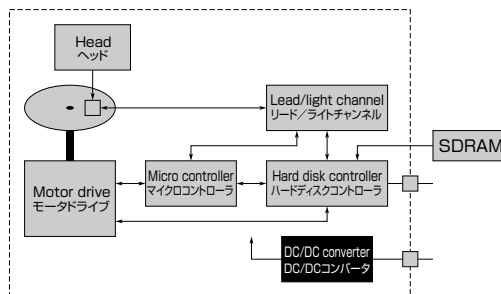 Head
ヘッド
Lead/light channel
リード／ライトチャンネル
SDRAM
Motor drive
モータドライブ
Micro controller
マイクロコントローラ
Hard disk controller
ハードディスクコントローラ
DC/DC converter
DC/DCコンバータ